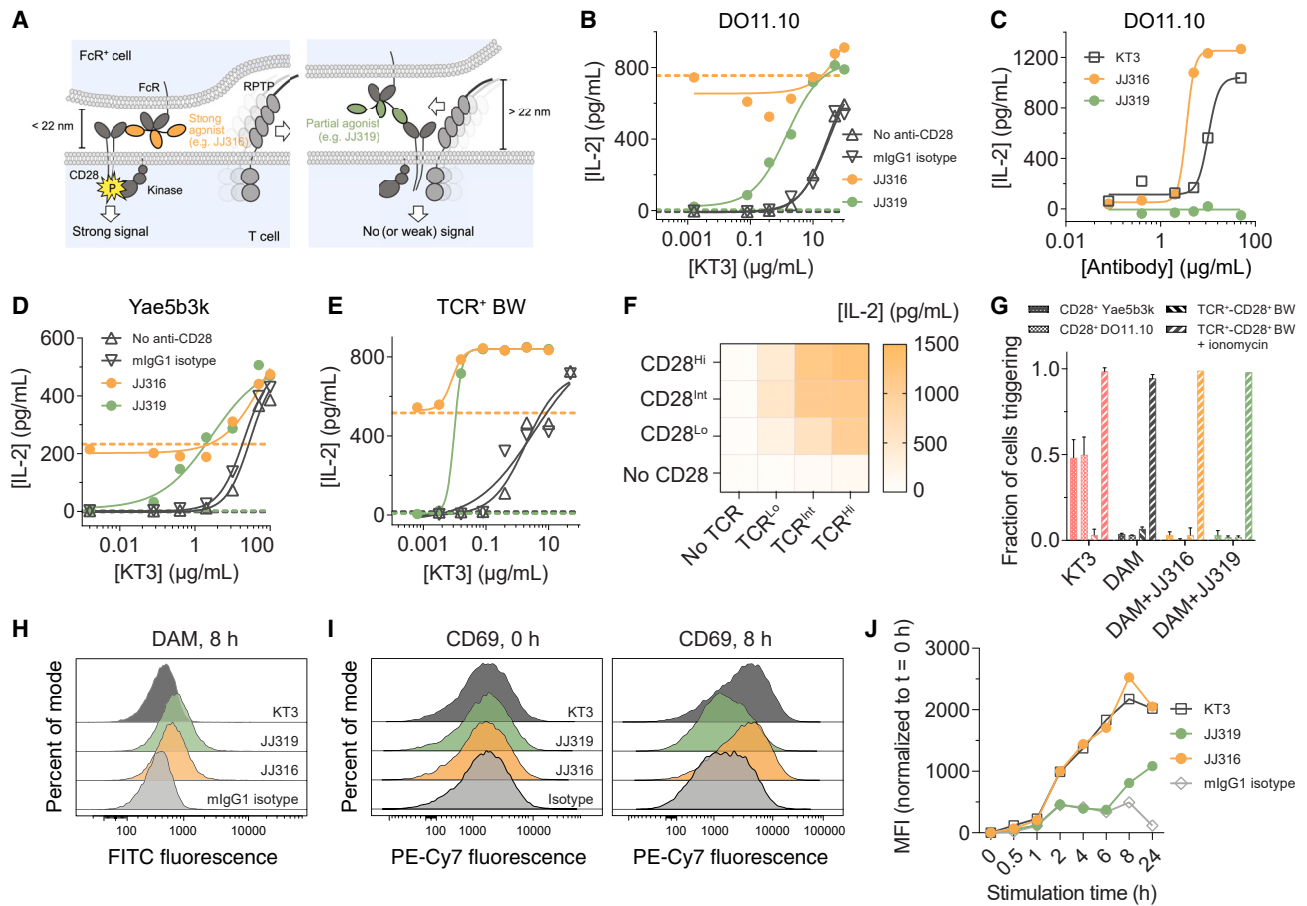 A
FcR⁺ cell
FcR
RPTP
< 22 nm
Strong
agonist
(e.g. JJ316)
CD28
P
Kinase
Strong signal
T cell
Partial agonist
(e.g. JJ319)
> 22 nm
No (or weak) signal
B
DO11.10
[IL-2] (pg/mL)
800
400
0
0.001
0.1
10
[KT3] (µg/mL)
No anti-CD28
mIgG1 isotype
JJ316
JJ319
C
DO11.10
KT3
JJ316
JJ319
[IL-2] (pg/mL)
1200
800
400
0
0.01
1
100
[Antibody] (µg/mL)
D
Yae5b3k
No anti-CD28
mIgG1 isotype
JJ316
JJ319
[IL-2] (pg/mL)
600
400
200
0
0.01
1
100
[KT3] (µg/mL)
E
TCR⁺ BW
[IL-2] (pg/mL)
800
400
0
0.001
0.1
10
[KT3] (µg/mL)
F
[IL-2] (pg/mL)
CD28ᴴⁱ
CD28ᴵⁿᵗ
CD28ᴸᵒ
No CD28
No TCR
TCRᴸᵒ
TCRᴵⁿᵗ
TCRᴴⁱ
1500
1000
500
0
G
CD28⁺ Yae5b3k
CD28⁺ DO11.10
TCR⁺-CD28⁺ BW
TCR⁺-CD28⁺ BW
+ ionomycin
Fraction of cells triggering
1.0
0.5
0.0
KT3
DAM
DAM+JJ316
DAM+JJ319
H
DAM, 8 h
Percent of mode
KT3
JJ319
JJ316
mIgG1 isotype
100
1000
10000
FITC fluorescence
I
CD69, 0 h
Percent of mode
KT3
JJ319
JJ316
Isotype
100
1000
10000
PE-Cy7 fluorescence
CD69, 8 h
100
1000
10000
100000
PE-Cy7 fluorescence
J
MFI (normalized to t = 0 h)
3000
2000
1000
0
0
0.5
1
2
4
6
8
24
Stimulation time (h)
KT3
JJ319
JJ316
mIgG1 isotype